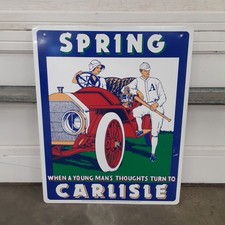 SPRING
A
WHEN A YOUNG MANS THOUGHTS TURN TO
CARLISLE